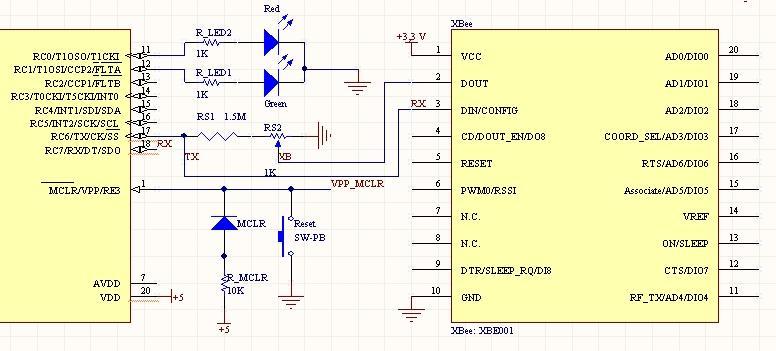 Red
R_LED2
1K
R_LED1
1K
Green
RC0/T1OSO/T1CKI 11
RC1/T1OSI/CCP2/FLTA 12
RC2/CCP1/FLTB 13
RC3/T0CKI/T5CKI/INT0 14
RC4/INT1/SDI/SDA 15
RC5/INT2/SCK/SCL 16
RC6/TX/CK/SS 17
RC7/RX/DT/SDO 18
RX
TX
RS1 1.5M
RS2
XB
1K
RX
MCLR/VPP/RE3 1
VPP_MCLR
MCLR
Reset
SW-PB
R_MCLR
10K
+5
AVDD 7
VDD 20
+5
XBee
+3.3 V
1 VCC
2 DOUT
3 DIN/CONFIG
4 CD/DOUT_EN/DO8
5 RESET
6 PWM0/RSSI
7 N.C.
8 N.C.
9 DTR/SLEEP_RQ/DI8
10 GND
AD0/DIO0 20
AD1/DIO1 19
AD2/DIO2 18
COORD_SEL/AD3/DIO3 17
RTS/AD6/DIO6 16
Associate/AD5/DIO5 15
VREF 14
ON/SLEEP 13
CTS/DIO7 12
RF_TX/AD4/DIO4 11
XBee: XBE001